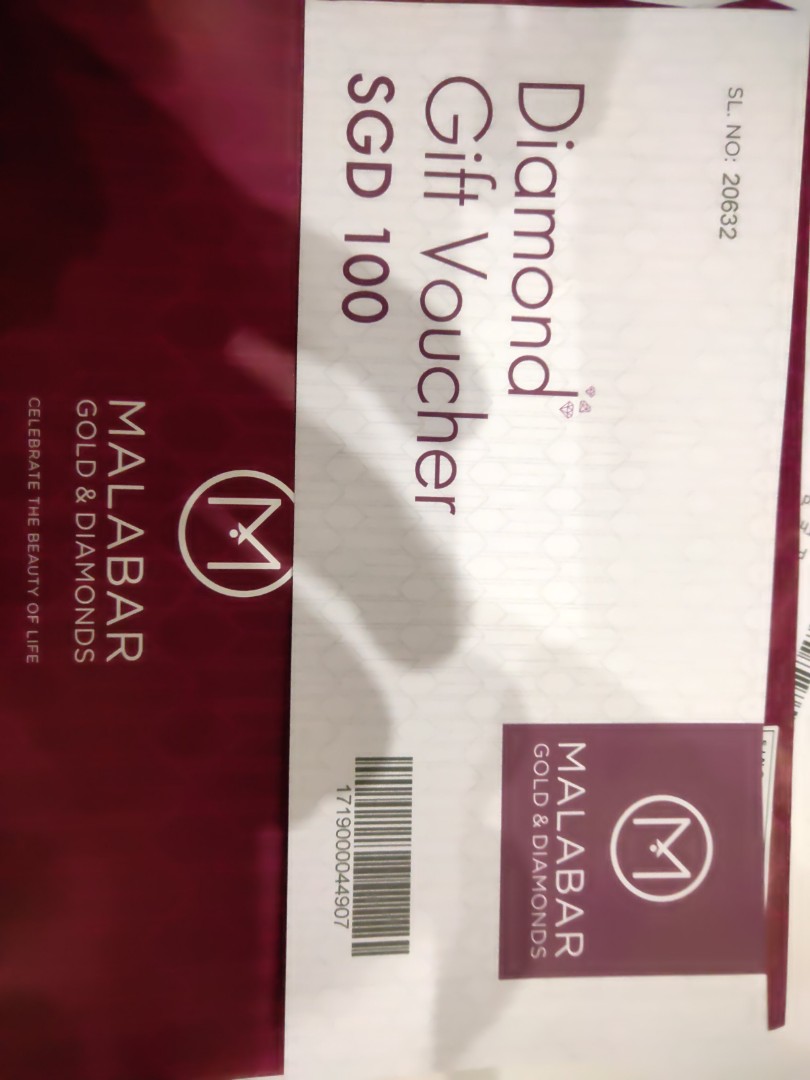 SL. NO: 20632
Diamond
Gift Voucher
SGD 100
MALABAR
GOLD & DIAMONDS
1719000044907
MALABAR
GOLD & DIAMONDS
CELEBRATE THE BEAUTY OF LIFE